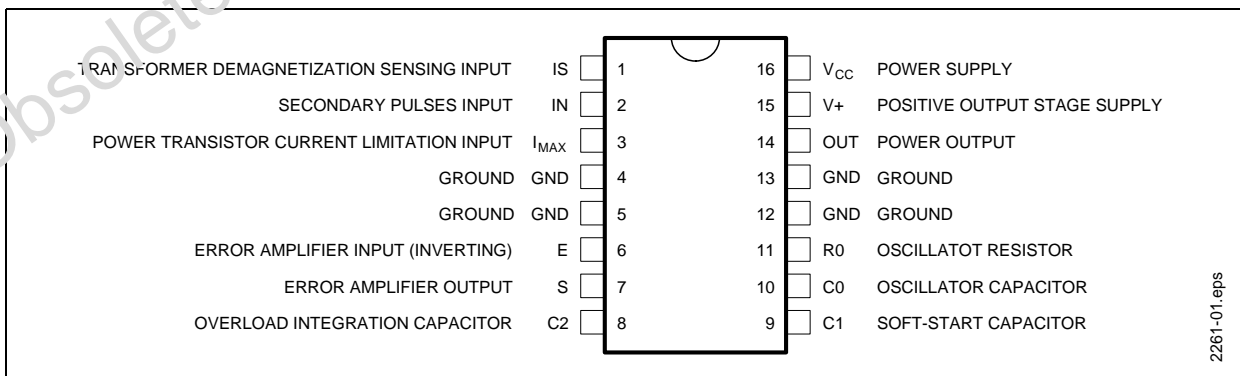 Obsolete
TRANSFORMER DEMAGNETIZATION SENSING INPUT IS 1 16 VCC POWER SUPPLY
SECONDARY PULSES INPUT IN 2 15 V+ POSITIVE OUTPUT STAGE SUPPLY
POWER TRANSISTOR CURRENT LIMITATION INPUT IMAX 3 14 OUT POWER OUTPUT
GROUND GND 4 13 GND GROUND
GROUND GND 5 12 GND GROUND
ERROR AMPLIFIER INPUT (INVERTING) E 6 11 R0 OSCILLATOT RESISTOR
ERROR AMPLIFIER OUTPUT S 7 10 C0 OSCILLATOR CAPACITOR
OVERLOAD INTEGRATION CAPACITOR C2 8 9 C1 SOFT-START CAPACITOR
2261-01.eps